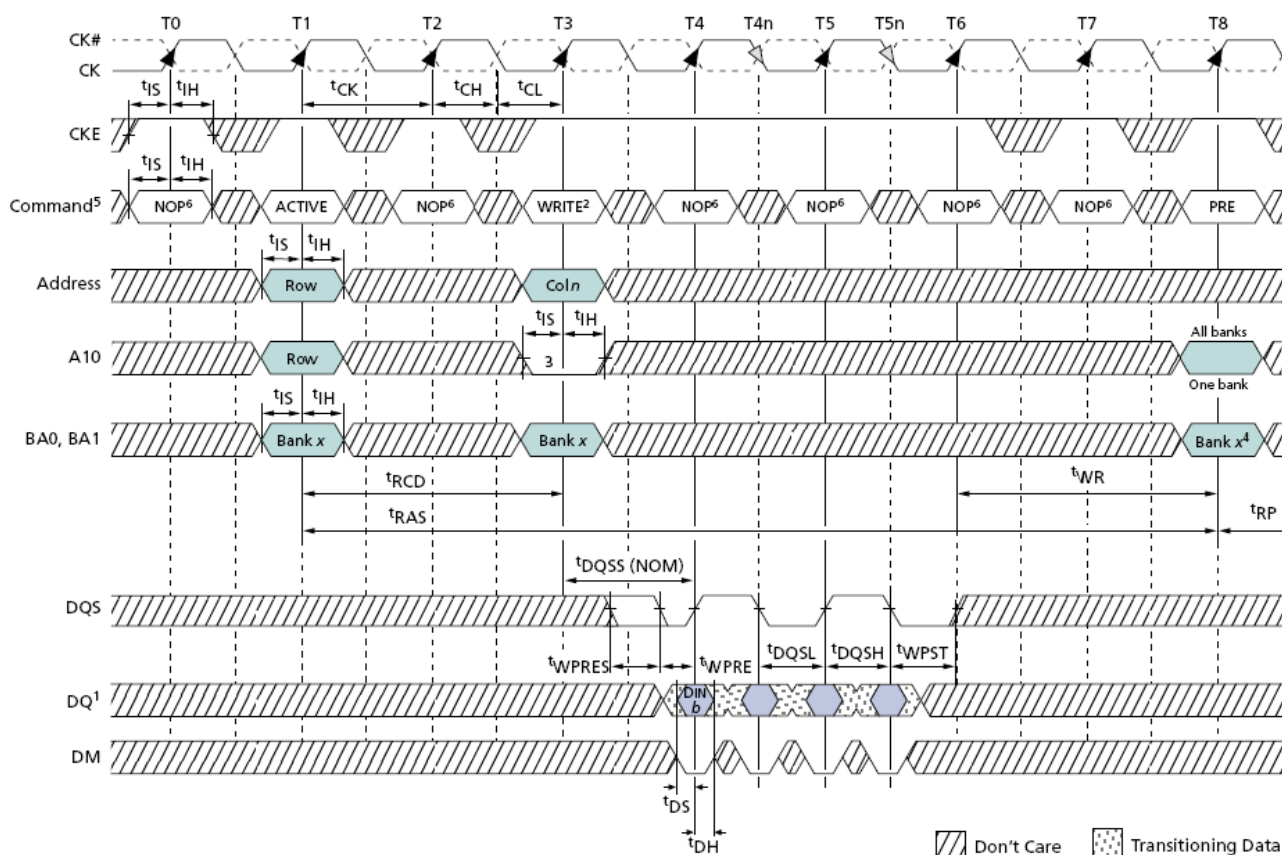 T0 T1 T2 T3 T4 T4n T5 T5n T6 T7 T8
CK#
CK
tIS tIH tCK tCH tCL
CKE
tIS tIH
Command5 NOP6 ACTIVE NOP6 WRITE2 NOP6 NOP6 NOP6 NOP6 PRE
tIS tIH
Address Row Col n
tIS tIH All banks
A10 Row 3
One bank
tIS tIH
BA0, BA1 Bank x Bank x Bank x4
tRCD tWR
tRAS tRP
tDQSS (NOM)
DQS
tWPRES tWPRE tDQSL tDQSH tWPST
DQ1 DIN
b
DM
tDS
tDH
Don't Care Transitioning Data